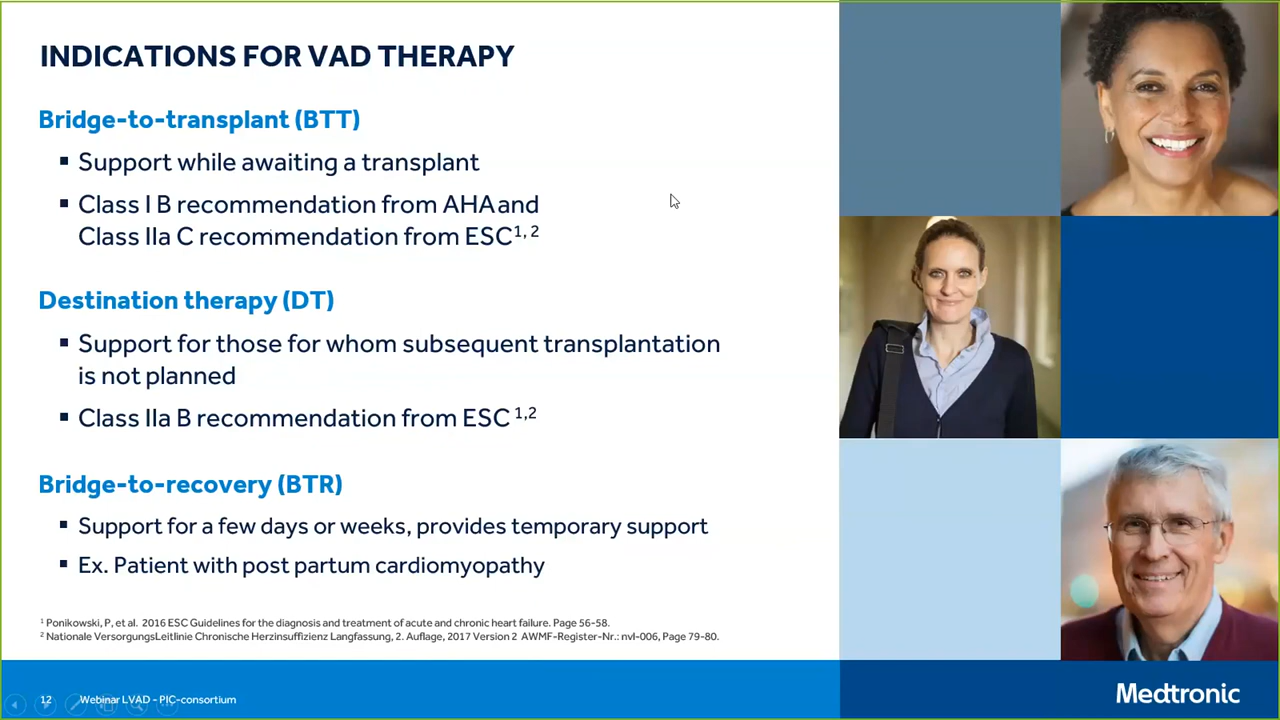 INDICATIONS FOR VAD THERAPY
Bridge-to-transplant (BTT)
▪ Support while awaiting a transplant
▪ Class I B recommendation from AHA and
Class IIa C recommendation from ESC¹,²
Destination therapy (DT)
▪ Support for those for whom subsequent transplantation
is not planned
▪ Class IIa B recommendation from ESC ¹,²
Bridge-to-recovery (BTR)
▪ Support for a few days or weeks, provides temporary support
▪ Ex. Patient with post partum cardiomyopathy
¹ Ponikowski, P, et al. 2016 ESC Guidelines for the diagnosis and treatment of acute and chronic heart failure. Page 56-58.
² Nationale VersorgungsLeitlinie Chronische Herzinsuffizienz Langfassung, 2. Auflage, 2017 Version 2 AWMF-Register-Nr.: nvl-006, Page 79-80.
12 Webinar LVAD - PIC-consortium
Medtronic